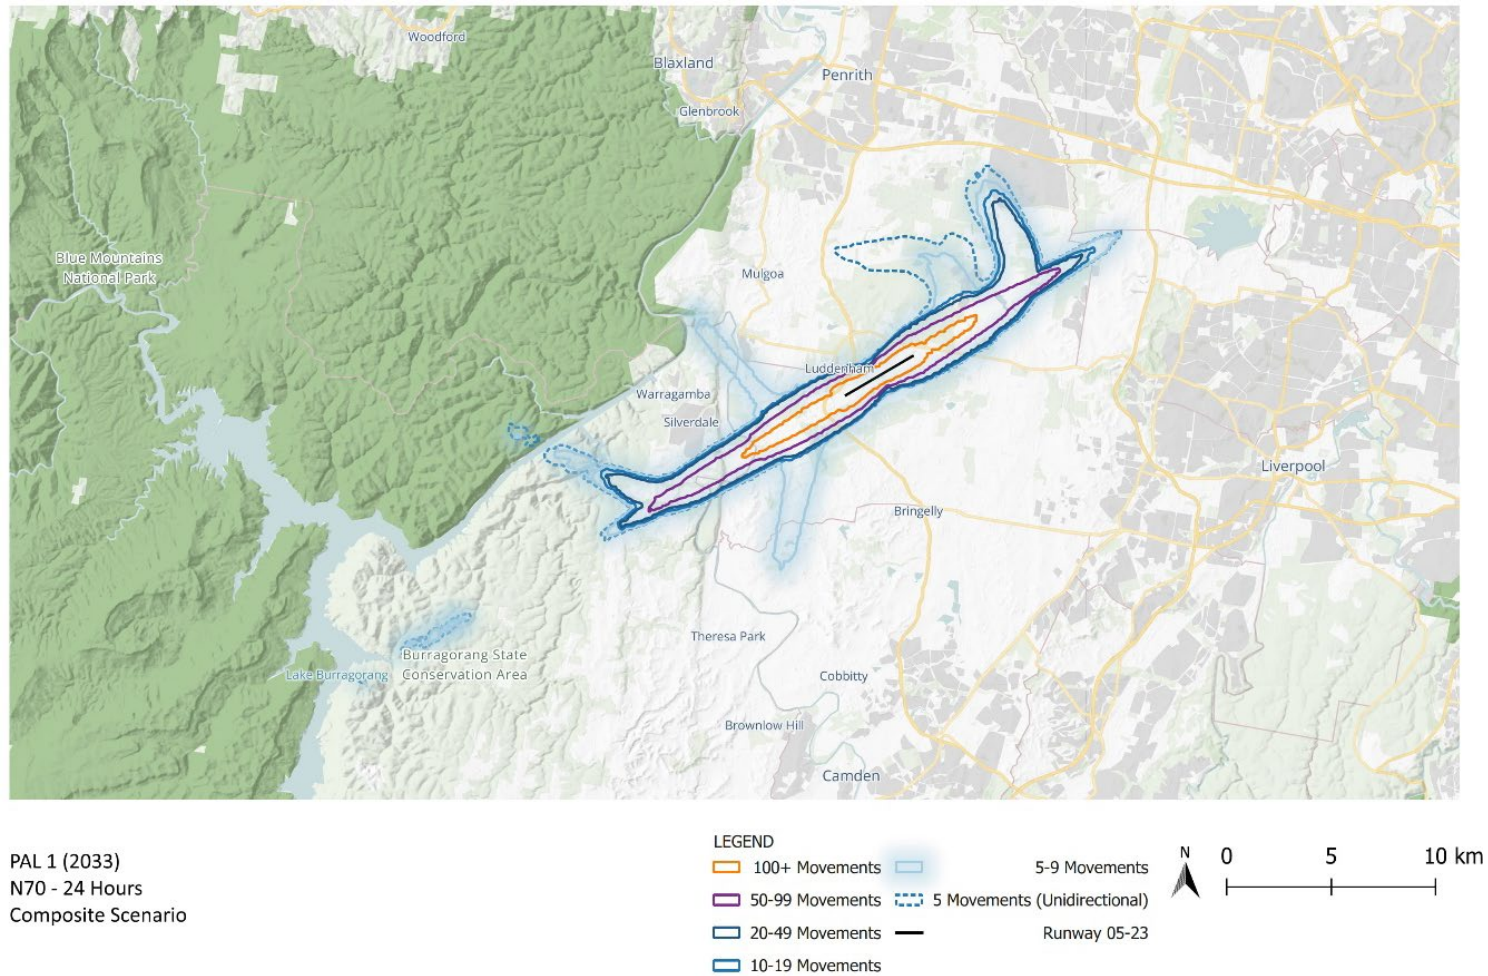 Woodford
Blaxland
Penrith
Glenbrook
Blue Mountains
National Park
Mulgoa
Luddenham
Warragamba
Silverdale
Liverpool
Bringelly
Theresa Park
Burragorang State
Conservation Area
Lake Burragorang
Cobbitty
Brownlow Hill
Camden
PAL 1 (2033)
N70 - 24 Hours
Composite Scenario
LEGEND
100+ Movements
50-99 Movements
20-49 Movements
10-19 Movements
5-9 Movements
5 Movements (Unidirectional)
Runway 05-23
N
0 5 10 km